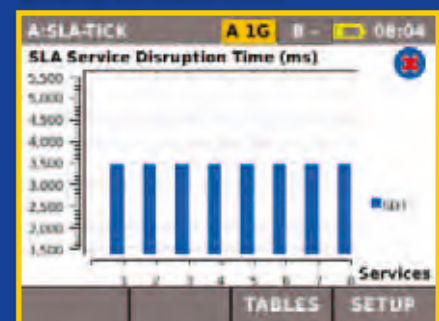 A:SLA-TICK A 1G B - 08:04
SLA Service Disruption Time (ms)
5,500
5,000
4,500
4,000
3,500
3,000
2,500
2,000
1,500
SDT
1 2 3 4 5 6 7 8 Services
TABLES SETUP